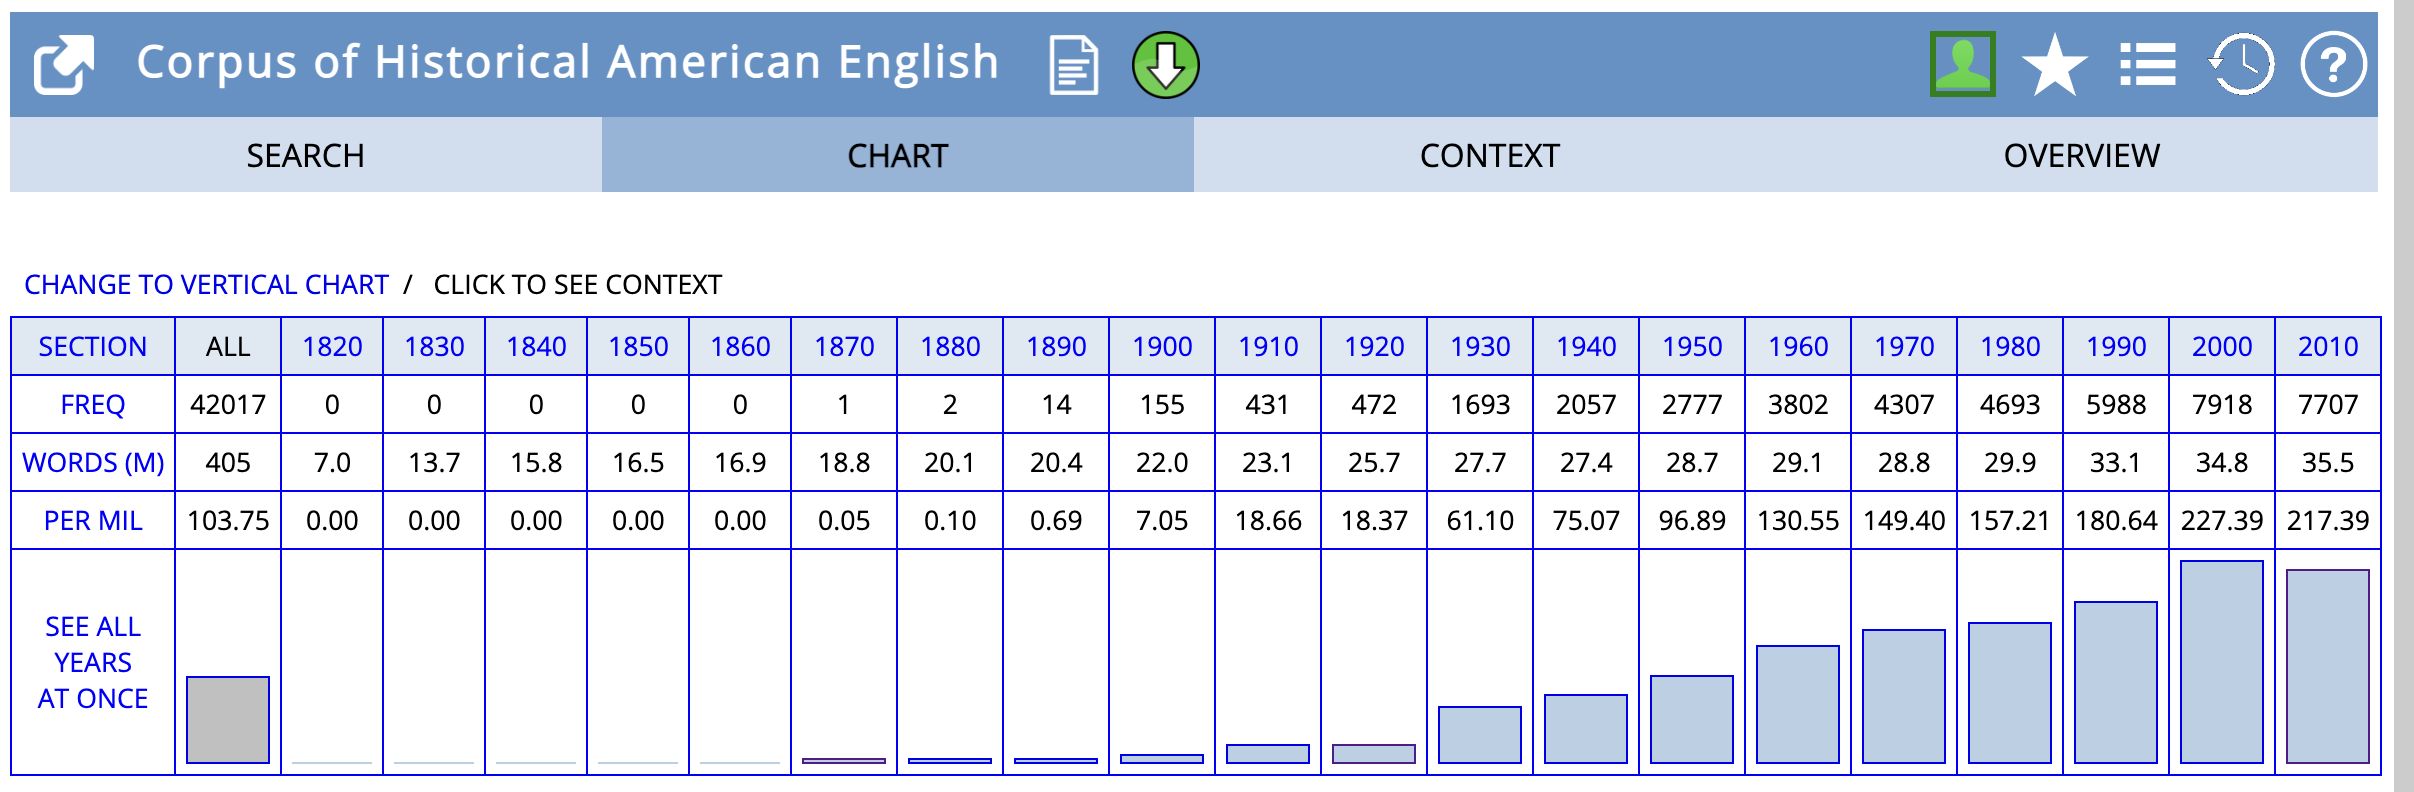 Corpus of Historical American English ?
SEARCH CHART CONTEXT OVERVIEW
CHANGE TO VERTICAL CHART / CLICK TO SEE CONTEXT
SECTION ALL 1820 1830 1840 1850 1860 1870 1880 1890 1900 1910 1920 1930 1940 1950 1960 1970 1980 1990 2000 2010
FREQ 42017 0 0 0 0 0 1 2 14 155 431 472 1693 2057 2777 3802 4307 4693 5988 7918 7707
WORDS (M) 405 7.0 13.7 15.8 16.5 16.9 18.8 20.1 20.4 22.0 23.1 25.7 27.7 27.4 28.7 29.1 28.8 29.9 33.1 34.8 35.5
PER MIL 103.75 0.00 0.00 0.00 0.00 0.00 0.05 0.10 0.69 7.05 18.66 18.37 61.10 75.07 96.89 130.55 149.40 157.21 180.64 227.39 217.39
SEE ALL
YEARS
AT ONCE